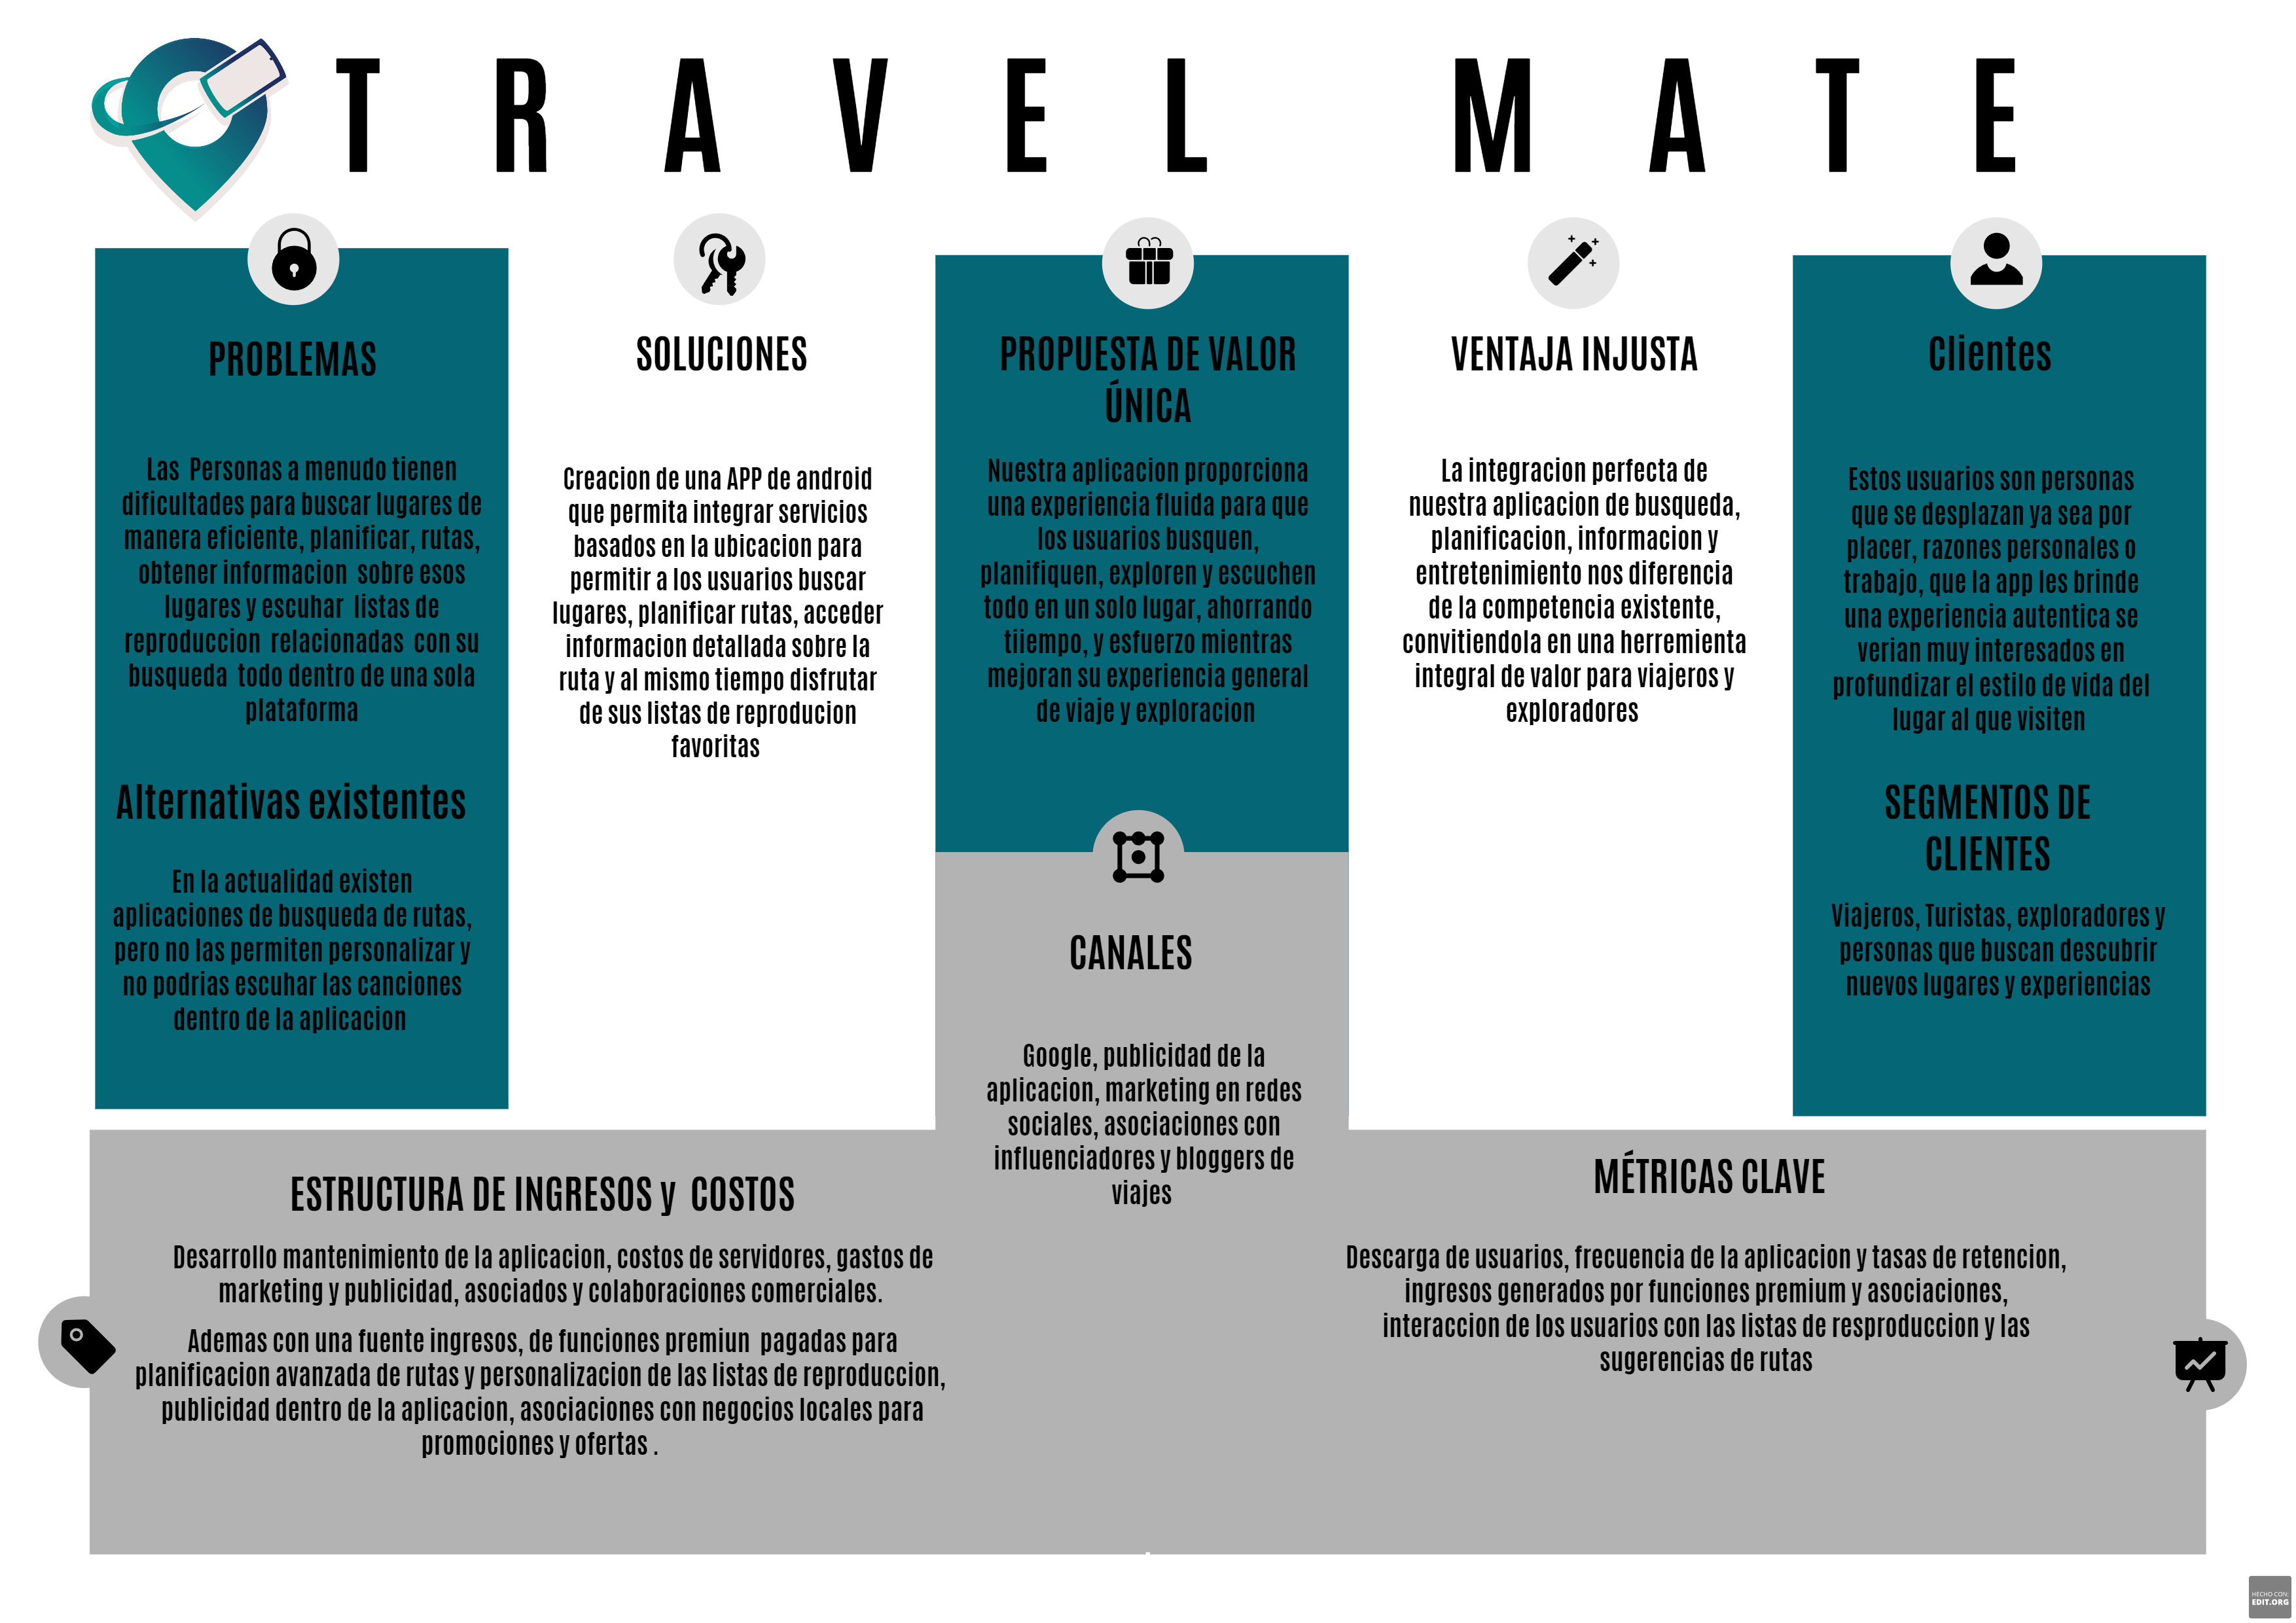 TRAVEL MATE
PROBLEMAS
Las Personas a menudo tienen
dificultades para buscar lugares de
manera eficiente, planificar, rutas,
obtener informacion sobre esos
lugares y escuhar listas de
reproduccion relacionadas con su
busqueda todo dentro de una sola
plataforma
Alternativas existentes
En la actualidad existen
aplicaciones de busqueda de rutas,
pero no las permiten personalizar y
no podrias escuhar las canciones
dentro de la aplicacion
SOLUCIONES
Creacion de una APP de android
que permita integrar servicios
basados en la ubicacion para
permitir a los usuarios buscar
lugares, planificar rutas, acceder
informacion detallada sobre la
ruta y al mismo tiempo disfrutar
de sus listas de reproducion
favoritas
PROPUESTA DE VALOR
ÚNICA
Nuestra aplicacion proporciona
una experiencia fluida para que
los usuarios busquen,
planifiquen, exploren y escuchen
todo en un solo lugar, ahorrando
tiiempo, y esfuerzo mientras
mejoran su experiencia general
de viaje y exploracion
CANALES
Google, publicidad de la
aplicacion, marketing en redes
sociales, asociaciones con
influenciadores y bloggers de
viajes
VENTAJA INJUSTA
La integracion perfecta de
nuestra aplicacion de busqueda,
planificacion, informacion y
entretenimiento nos diferencia
de la competencia existente,
convitiendola en una herremienta
integral de valor para viajeros y
exploradores
Clientes
Estos usuarios son personas
que se desplazan ya sea por
placer, razones personales o
trabajo, que la app les brinde
una experiencia autentica se
verian muy interesados en
profundizar el estilo de vida del
lugar al que visiten
SEGMENTOS DE
CLIENTES
Viajeros, Turistas, exploradores y
personas que buscan descubrir
nuevos lugares y experiencias
ESTRUCTURA DE INGRESOS y COSTOS
Desarrollo mantenimiento de la aplicacion, costos de servidores, gastos de
marketing y publicidad, asociados y colaboraciones comerciales.
Ademas con una fuente ingresos, de funciones premiun pagadas para
planificacion avanzada de rutas y personalizacion de las listas de reproduccion,
publicidad dentro de la aplicacion, asociaciones con negocios locales para
promociones y ofertas .
MÉTRICAS CLAVE
Descarga de usuarios, frecuencia de la aplicacion y tasas de retencion,
ingresos generados por funciones premium y asociaciones,
interaccion de los usuarios con las listas de resproduccion y las
sugerencias de rutas
HECHO CON:
EDIT.ORG